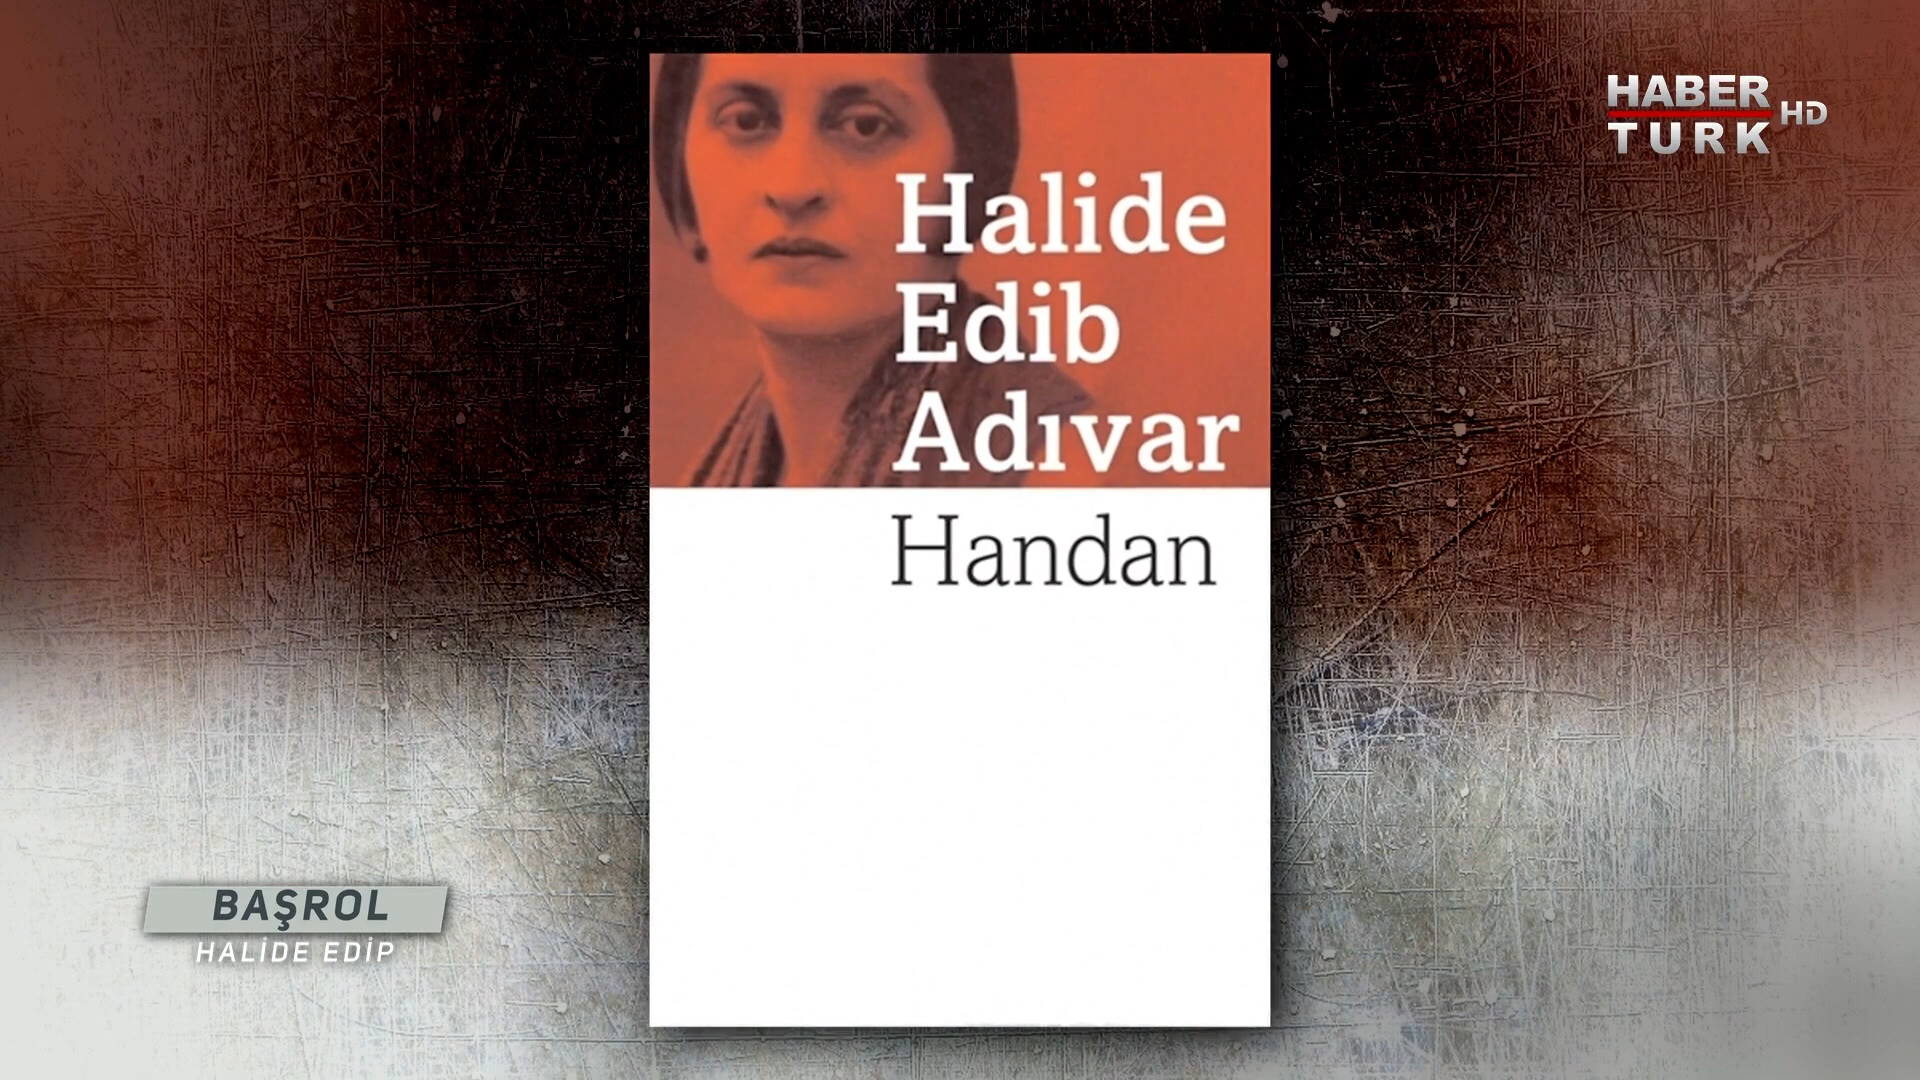 HABER
TURK HD
Halide
Edib
Adıvar
Handan
BAŞROL
HALİDE EDİP